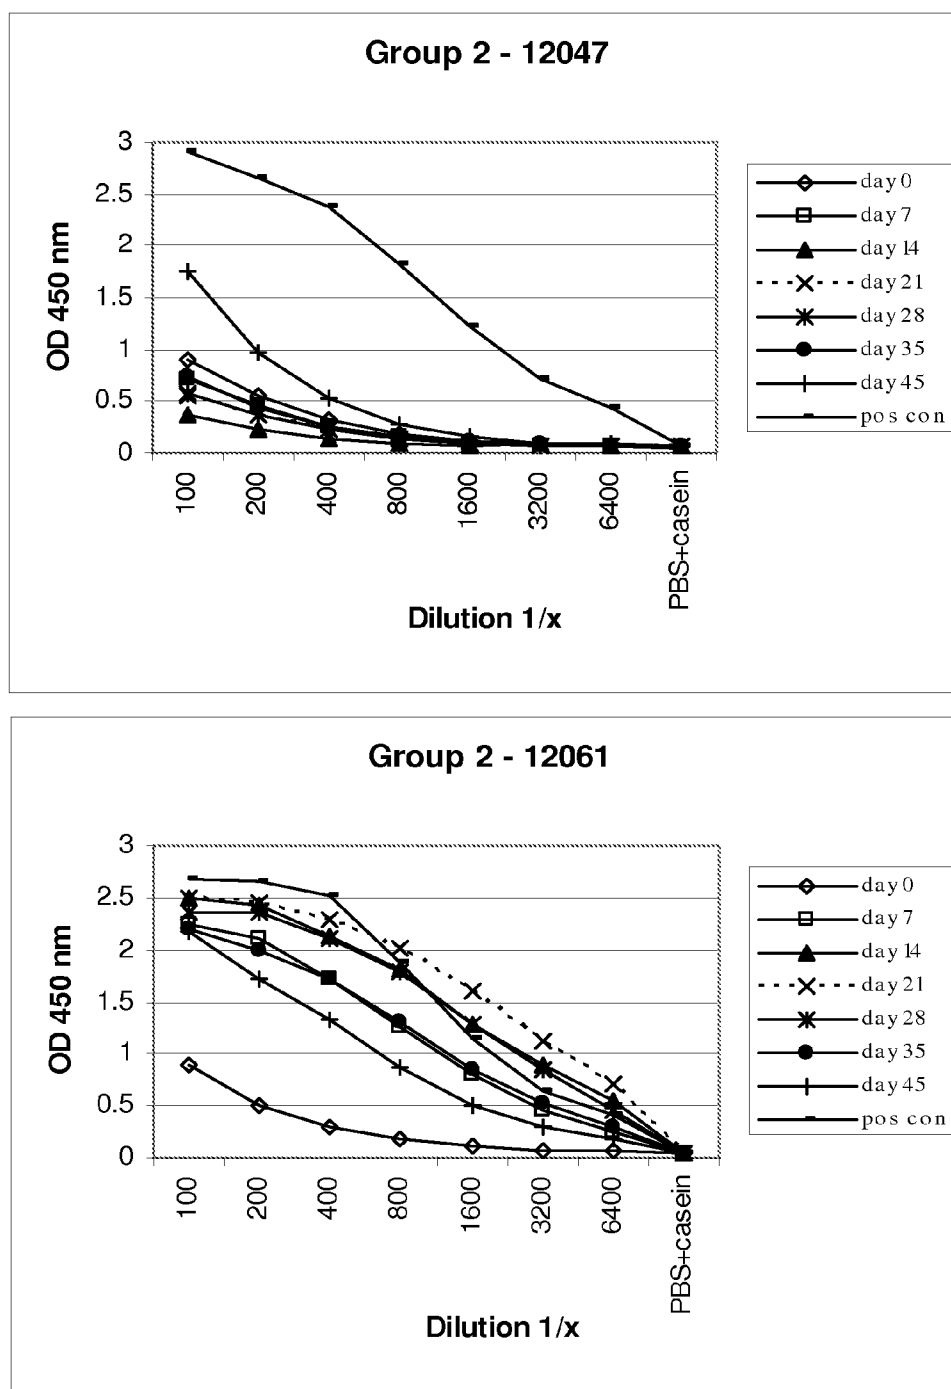 Group 2 - 12047
3
2.5
2
1.5
1
0.5
0
OD 450 nm
100
200
400
800
1600
3200
6400
PBS+casein
Dilution 1/x
day 0
day 7
day 14
day 21
day 28
day 35
day 45
pos con
Group 2 - 12061
3
2.5
2
1.5
1
0.5
0
OD 450 nm
100
200
400
800
1600
3200
6400
PBS+casein
Dilution 1/x
day 0
day 7
day 14
day 21
day 28
day 35
day 45
pos con